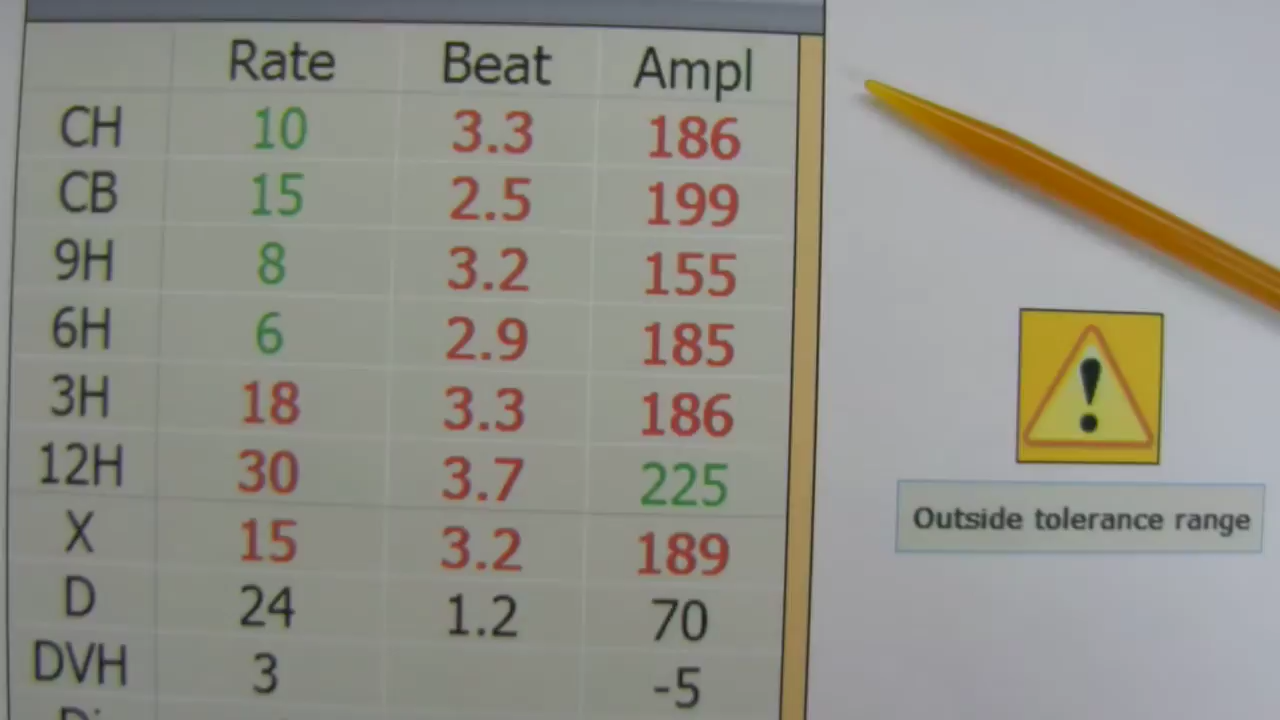 Rate Beat Ampl
CH 10 3.3 186
CB 15 2.5 199
9H 8 3.2 155
6H 6 2.9 185
3H 18 3.3 186
12H 30 3.7 225
X 15 3.2 189
D 24 1.2 70
DVH 3 -5
Outside tolerance range